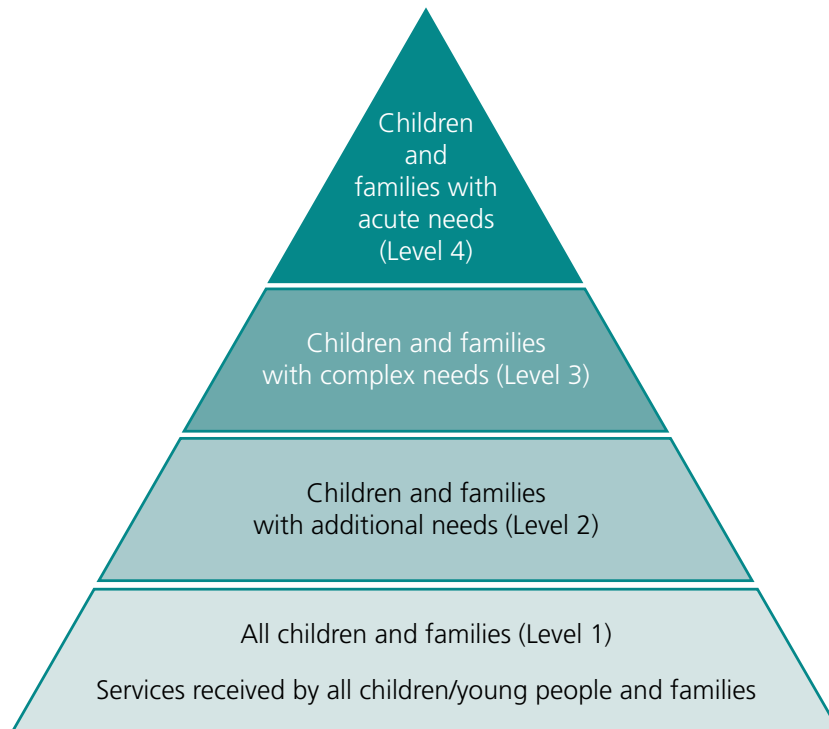 Children
and
families with
acute needs
(Level 4)
Children and families
with complex needs (Level 3)
Children and families
with additional needs (Level 2)
All children and families (Level 1)
Services received by all children/young people and families